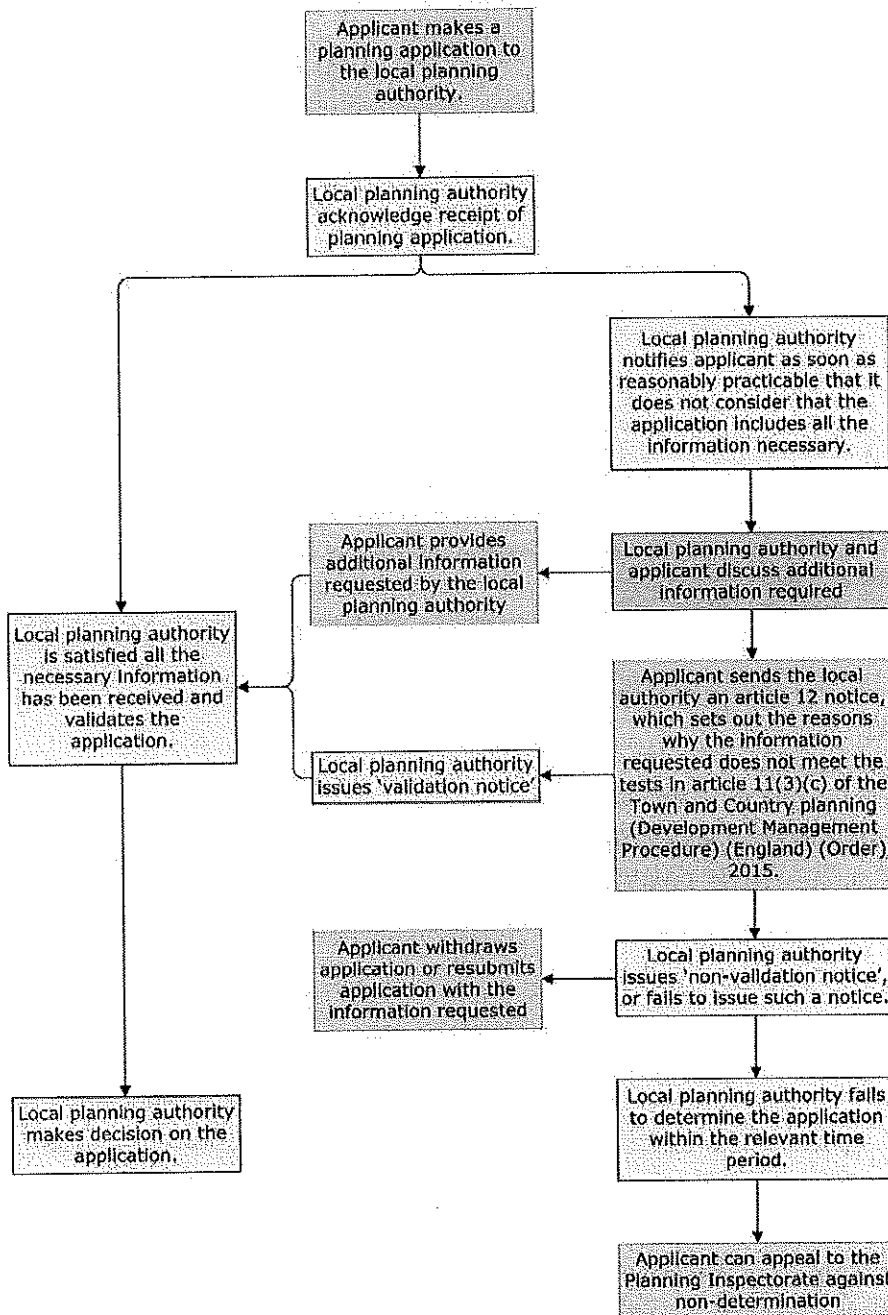 Applicant makes a
planning application to
the local planning
authority.
Local planning authority
acknowledge receipt of
planning application.
Local planning authority
notifies applicant as soon as
reasonably practicable that it
does not consider that the
application includes all the
information necessary.
Applicant provides
additional information
requested by the local
planning authority
Local planning authority and
applicant discuss additional
information required
Local planning authority
is satisfied all the
necessary information
has been received and
validates the
application.
Applicant sends the local
authority an article 12 notice,
which sets out the reasons
why the information
requested does not meet the
tests in article 11(3)(c) of the
Town and Country planning
(Development Management
Procedure) (England) (Order)
2015.
Local planning authority
issues 'validation notice'
Applicant withdraws
application or resubmits
application with the
information requested
Local planning authority
issues 'non-validation notice',
or fails to issue such a notice.
Local planning authority
makes decision on the
application.
Local planning authority fails
to determine the application
within the relevant time
period.
Applicant can appeal to the
Planning Inspectorate against
non-determination